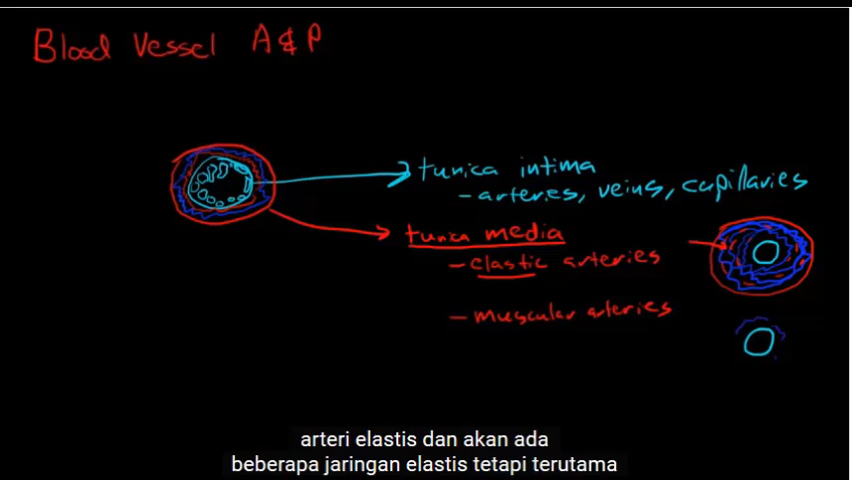 Blood Vessel A & P
tunica intima
- arteries, veins, capillaries
tunica media
- elastic arteries
- muscular arteries
arteri elastis dan akan ada
beberapa jaringan elastis tetapi terutama